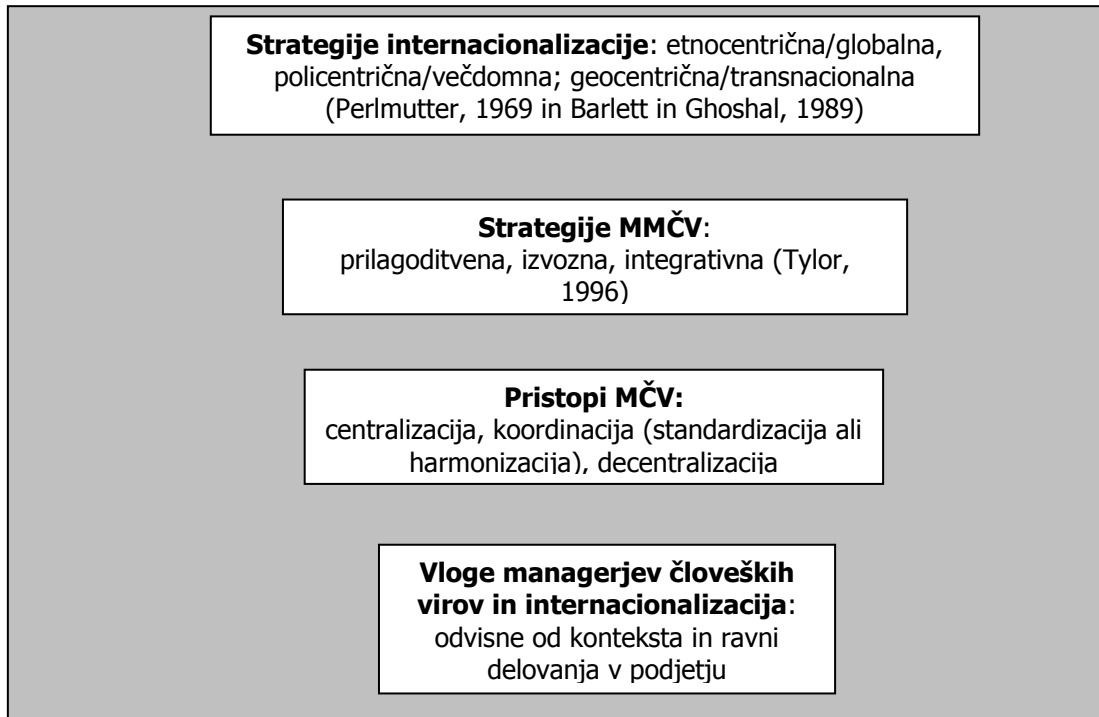 Strategije internacionalizacije: etnocentrična/globalna,
policentrična/večdomna; geocentrična/transnacionalna
(Perlmutter, 1969 in Barlett in Ghoshal, 1989)
Strategije MMČV:
prilagoditvena, izvozna, integrativna (Tylor,
1996)
Pristopi MČV:
centralizacija, koordinacija (standardizacija ali
harmonizacija), decentralizacija
Vloge managerjev človeških
virov in internacionalizacija:
odvisne od konteksta in ravni
delovanja v podjetju